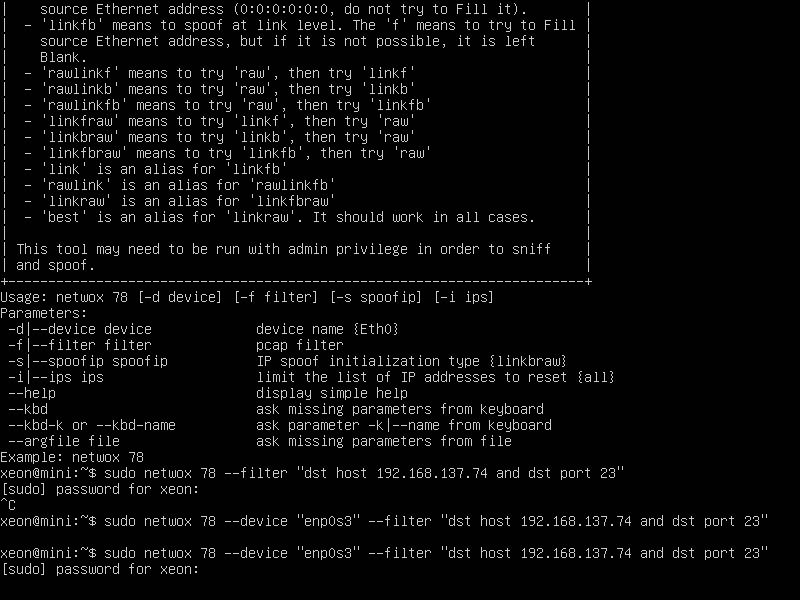 |    source Ethernet address (0:0:0:0:0:0, do not try to Fill it).       |
|  - 'linkfb' means to spoof at link level. The 'f' means to try to Fill |
|    source Ethernet address, but if it is not possible, it is left      |
|    Blank.                                                              |
|  - 'rawlinkf' means to try 'raw', then try 'linkf'                     |
|  - 'rawlinkb' means to try 'raw', then try 'linkb'                     |
|  - 'rawlinkfb' means to try 'raw', then try 'linkfb'                   |
|  - 'linkfraw' means to try 'linkf', then try 'raw'                     |
|  - 'linkbraw' means to try 'linkb', then try 'raw'                     |
|  - 'linkfbraw' means to try 'linkfb', then try 'raw'                   |
|  - 'link' is an alias for 'linkfb'                                     |
|  - 'rawlink' is an alias for 'rawlinkfb'                               |
|  - 'linkraw' is an alias for 'linkfbraw'                               |
|  - 'best' is an alias for 'linkraw'. It should work in all cases.      |
|                                                                        |
| This tool may need to be run with admin privilege in order to sniff    |
| and spoof.                                                             |
+------------------------------------------------------------------------+
Usage: netwox 78 [-d device] [-f filter] [-s spoofip] [-i ips]
Parameters:
 -d|--device device             device name {Eth0}
 -f|--filter filter             pcap filter
 -s|--spoofip spoofip           IP spoof initialization type {linkbraw}
 -i|--ips ips                   limit the list of IP addresses to reset {all}
 --help                         display simple help
 --kbd                          ask missing parameters from keyboard
 --kbd-k or --kbd-name          ask parameter -k|--name from keyboard
 --argfile file                 ask missing parameters from file
Example: netwox 78
xeon@mini:~$ sudo netwox 78 --filter "dst host 192.168.137.74 and dst port 23"
[sudo] password for xeon:
^C
xeon@mini:~$ sudo netwox 78 --device "enp0s3" --filter "dst host 192.168.137.74 and dst port 23"

xeon@mini:~$ sudo netwox 78 --device "enp0s3" --filter "dst host 192.168.137.74 and dst port 23"
[sudo] password for xeon: